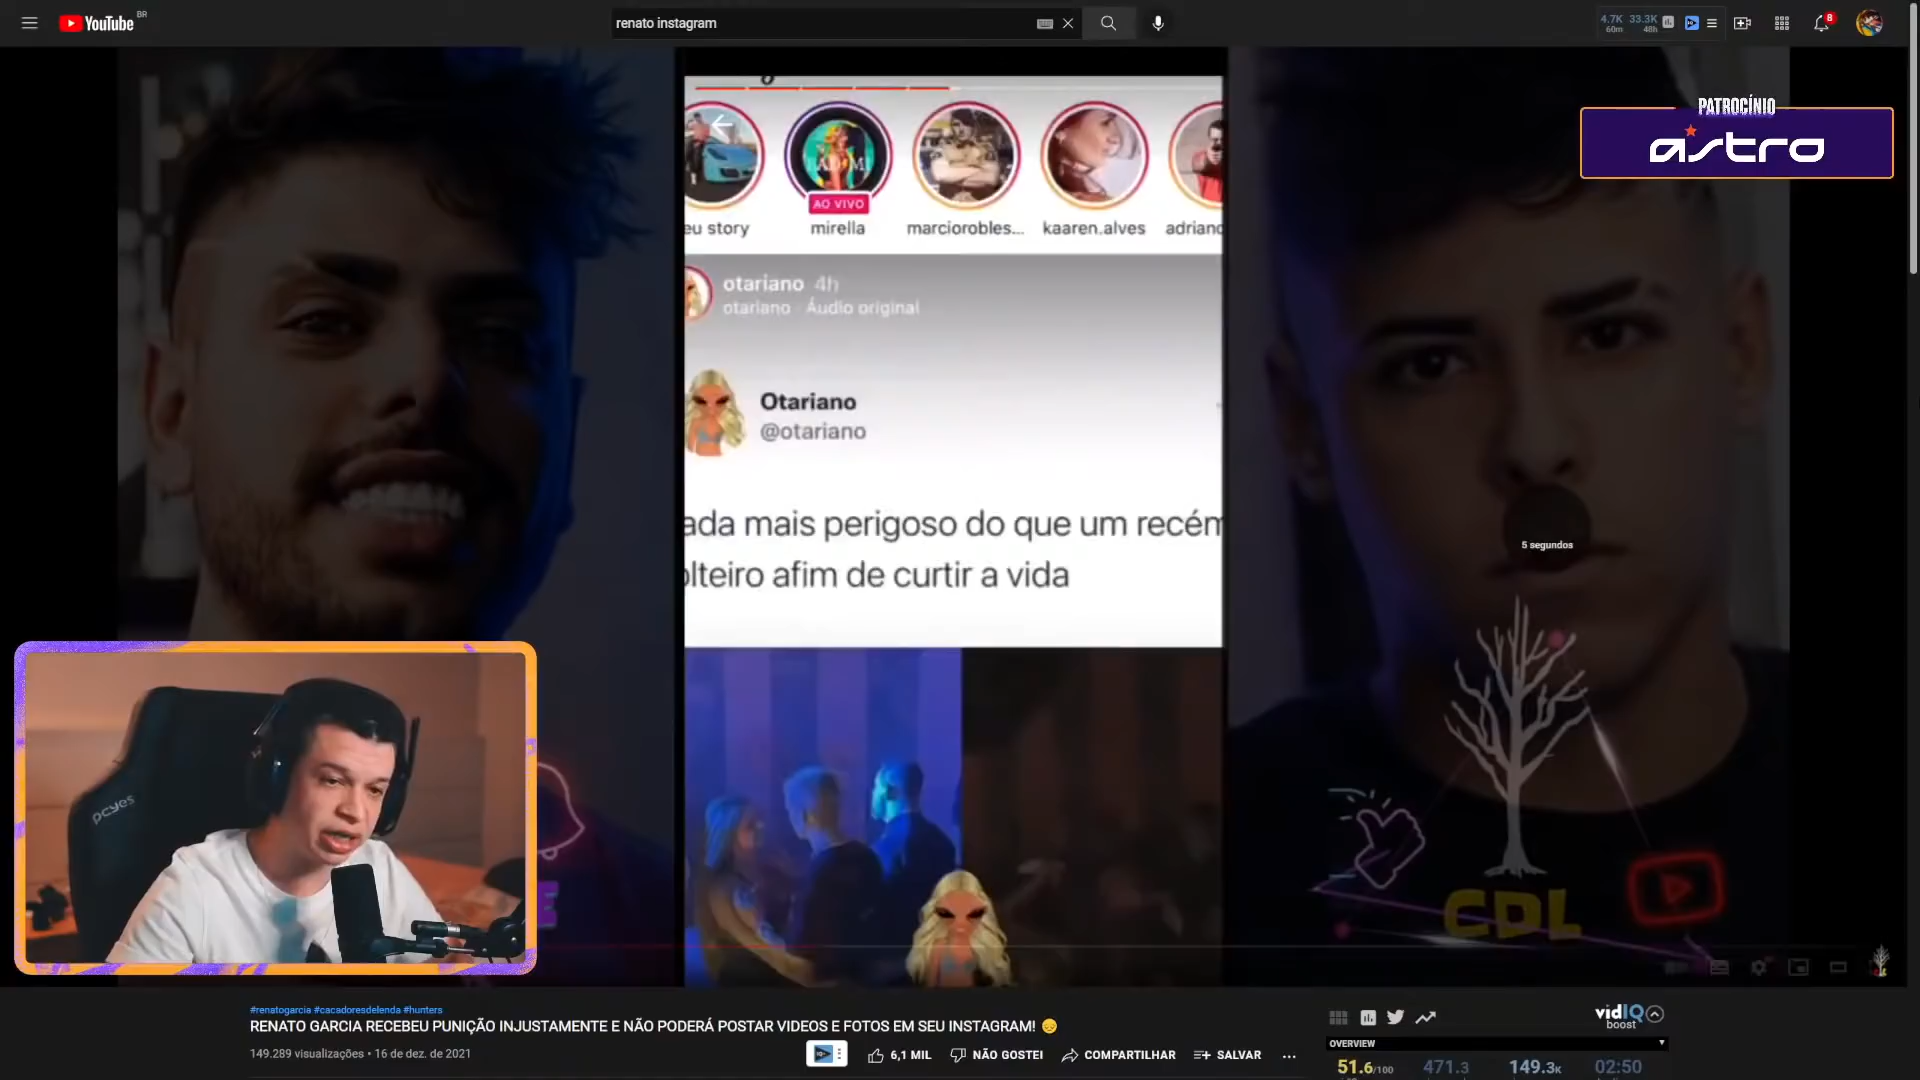 YouTube BR
renato instagram
4.7K 60m
33.3K 48h
8
PATROCÍNIO
astro
AO VIVO
eu story
mirella
marciorobles...
kaaren.alves
adriano
otariano 4h
otariano · Áudio original
Otariano
@otariano
ada mais perigoso do que um recém
olteiro afim de curtir a vida
5 segundos
pcyes
E
CDL
#renatogarcia #cacadoresdelenda #hunters
RENATO GARCIA RECEBEU PUNIÇÃO INJUSTAMENTE E NÃO PODERÁ POSTAR VIDEOS E FOTOS EM SEU INSTAGRAM! 😔
149.289 visualizações • 16 de dez. de 2021
6,1 MIL
NÃO GOSTEI
COMPARTILHAR
SALVAR
...
vidIQ
boost
OVERVIEW
51.6/100
471.3
149.3K
02:50